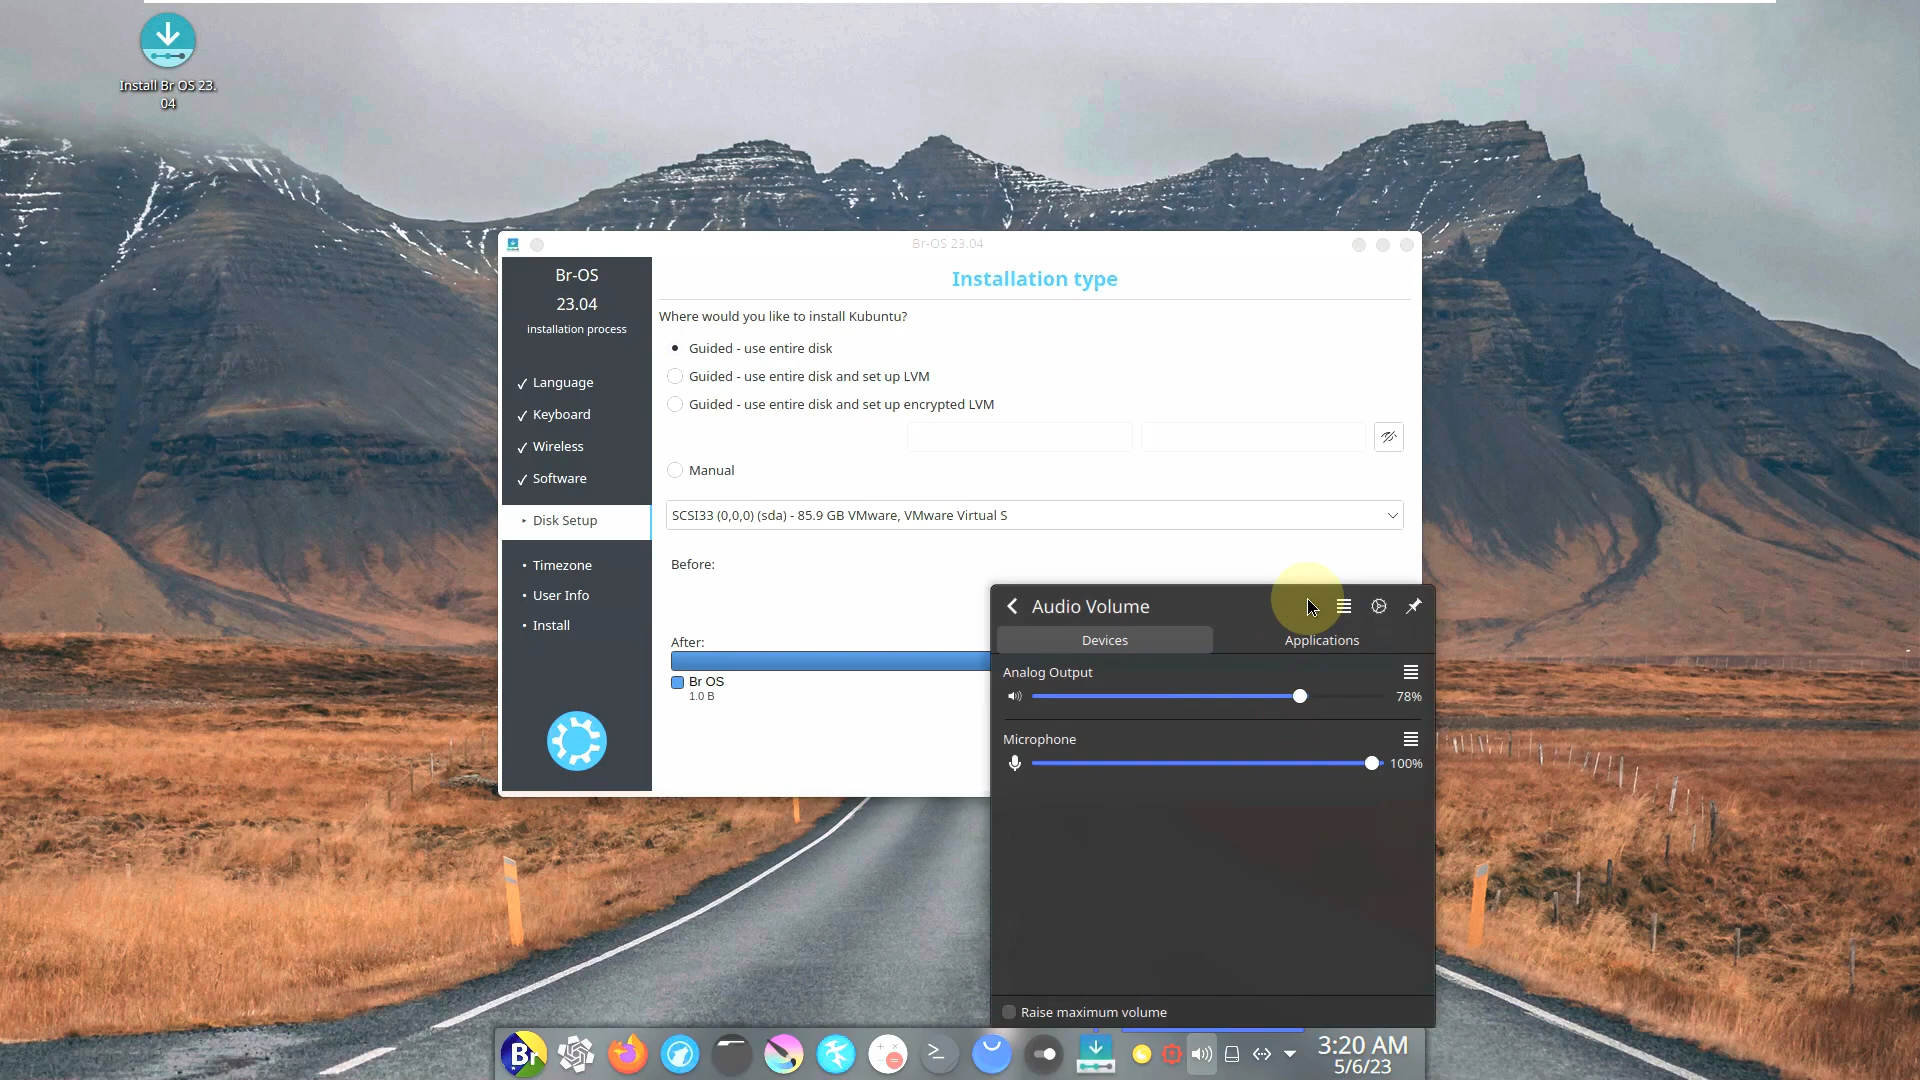 Install Br OS 23.
04
Br-OS 23.04
Br-OS
23.04
installation process
✓ Language
✓ Keyboard
✓ Wireless
✓ Software
‣ Disk Setup
• Timezone
• User Info
• Install
Installation type
Where would you like to install Kubuntu?
Guided - use entire disk
Guided - use entire disk and set up LVM
Guided - use entire disk and set up encrypted LVM
Manual
SCSI33 (0,0,0) (sda) - 85.9 GB VMware, VMware Virtual S
Before:
After:
Br OS
1.0 B
Audio Volume
Devices
Applications
Analog Output
78%
Microphone
100%
Raise maximum volume
Br
3:20 AM
5/6/23